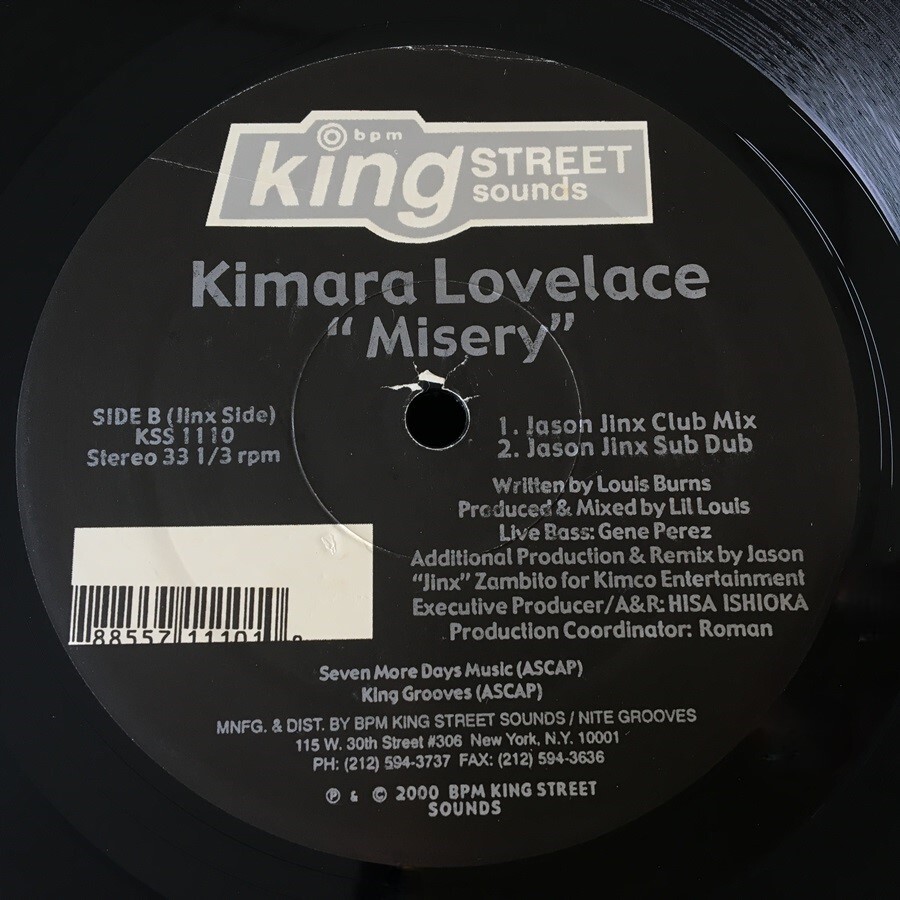 bpm
king STREET
sounds
Kimara Lovelace
“Misery”
SIDE B (Jinx Side)
KSS 1110
Stereo 33 1/3 rpm
1. Jason Jinx Club Mix
2. Jason Jinx Sub Dub
Written by Louis Burns
Produced & Mixed by Lil Louis
Live Bass: Gene Perez
Additional Production & Remix by Jason
“Jinx” Zambito for Kimco Entertainment
Executive Producer/A&R: HISA ISHIOKA
Production Coordinator: Roman
88557 11101
Seven More Days Music (ASCAP)
King Grooves (ASCAP)
MNFG. & DIST. BY BPM KING STREET SOUNDS / NITE GROOVES
115 W. 30th Street #306 New York, N.Y. 10001
PH: (212) 594-3737 FAX: (212) 594-3636
℗ & © 2000 BPM KING STREET
SOUNDS